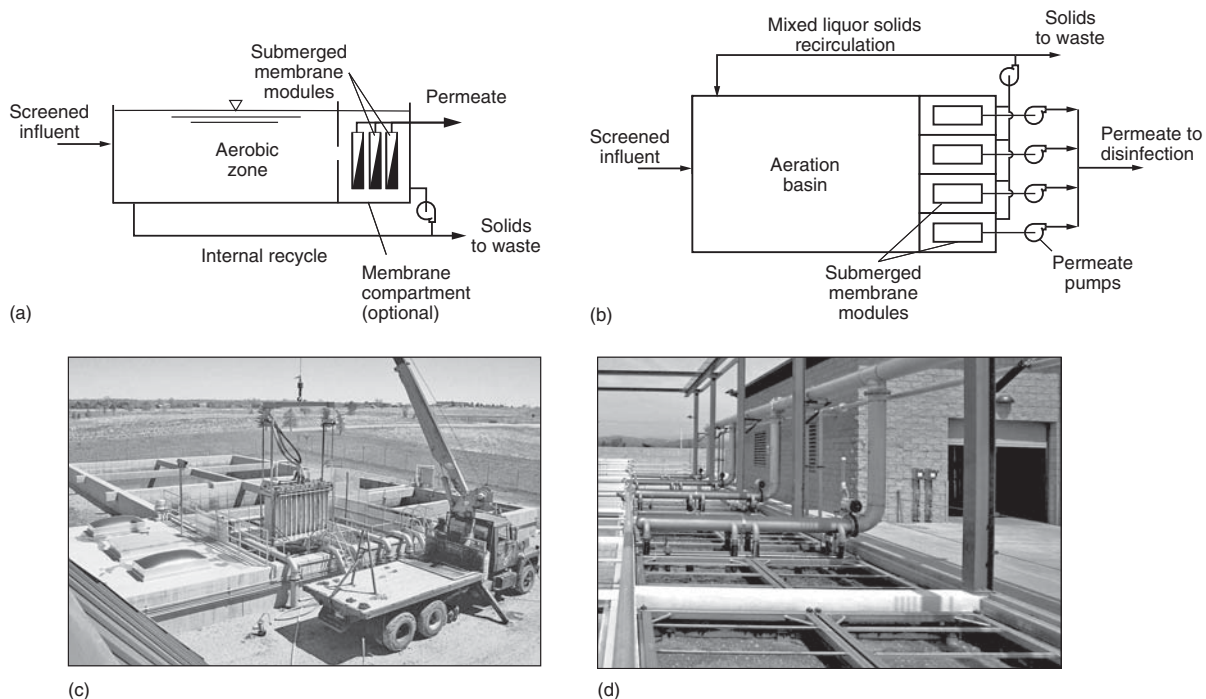 Submerged
membrane
modules
Permeate
Screened
influent
Aerobic
zone
Solids
to waste
Internal recycle
Membrane
compartment
(optional)
(a)
Mixed liquor solids
recirculation
Solids
to waste
Screened
influent
Aeration
basin
Permeate to
disinfection
Submerged
membrane
modules
Permeate
pumps
(b)
(c)
(d)